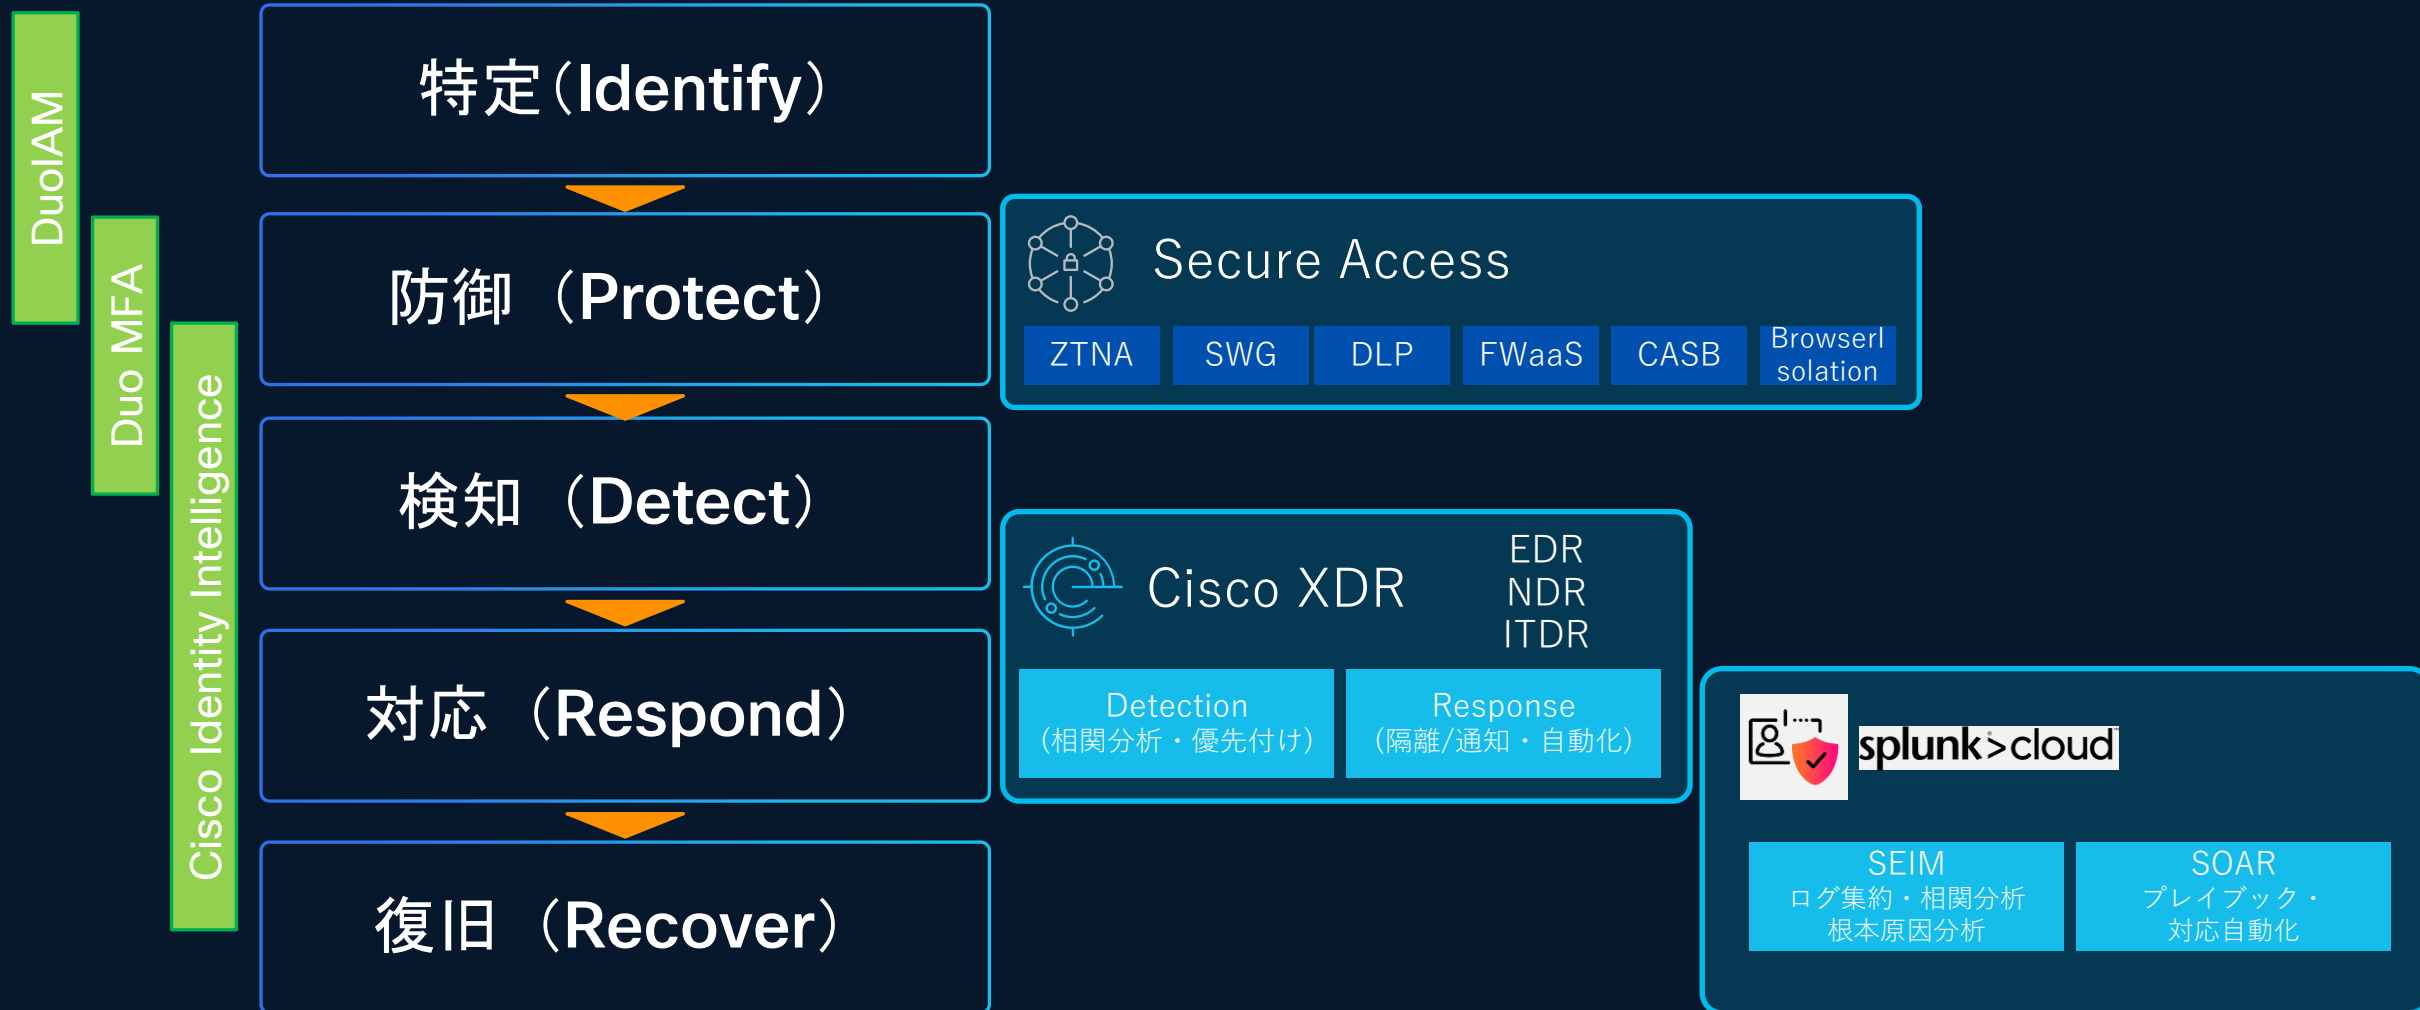 DuoIAM
Duo MFA
Cisco Identity Intelligence
特定（Identify）
防御（Protect）
検知（Detect）
対応（Respond）
復旧（Recover）
Secure Access
ZTNA
SWG
DLP
FWaaS
CASB
BrowserI
solation
Cisco XDR
EDR
NDR
ITDR
Detection
(相関分析・優先付け)
Response
(隔離/通知・自動化)
splunk>cloud
SEIM
ログ集約・相関分析
根本原因分析
SOAR
プレイブック・
対応自動化